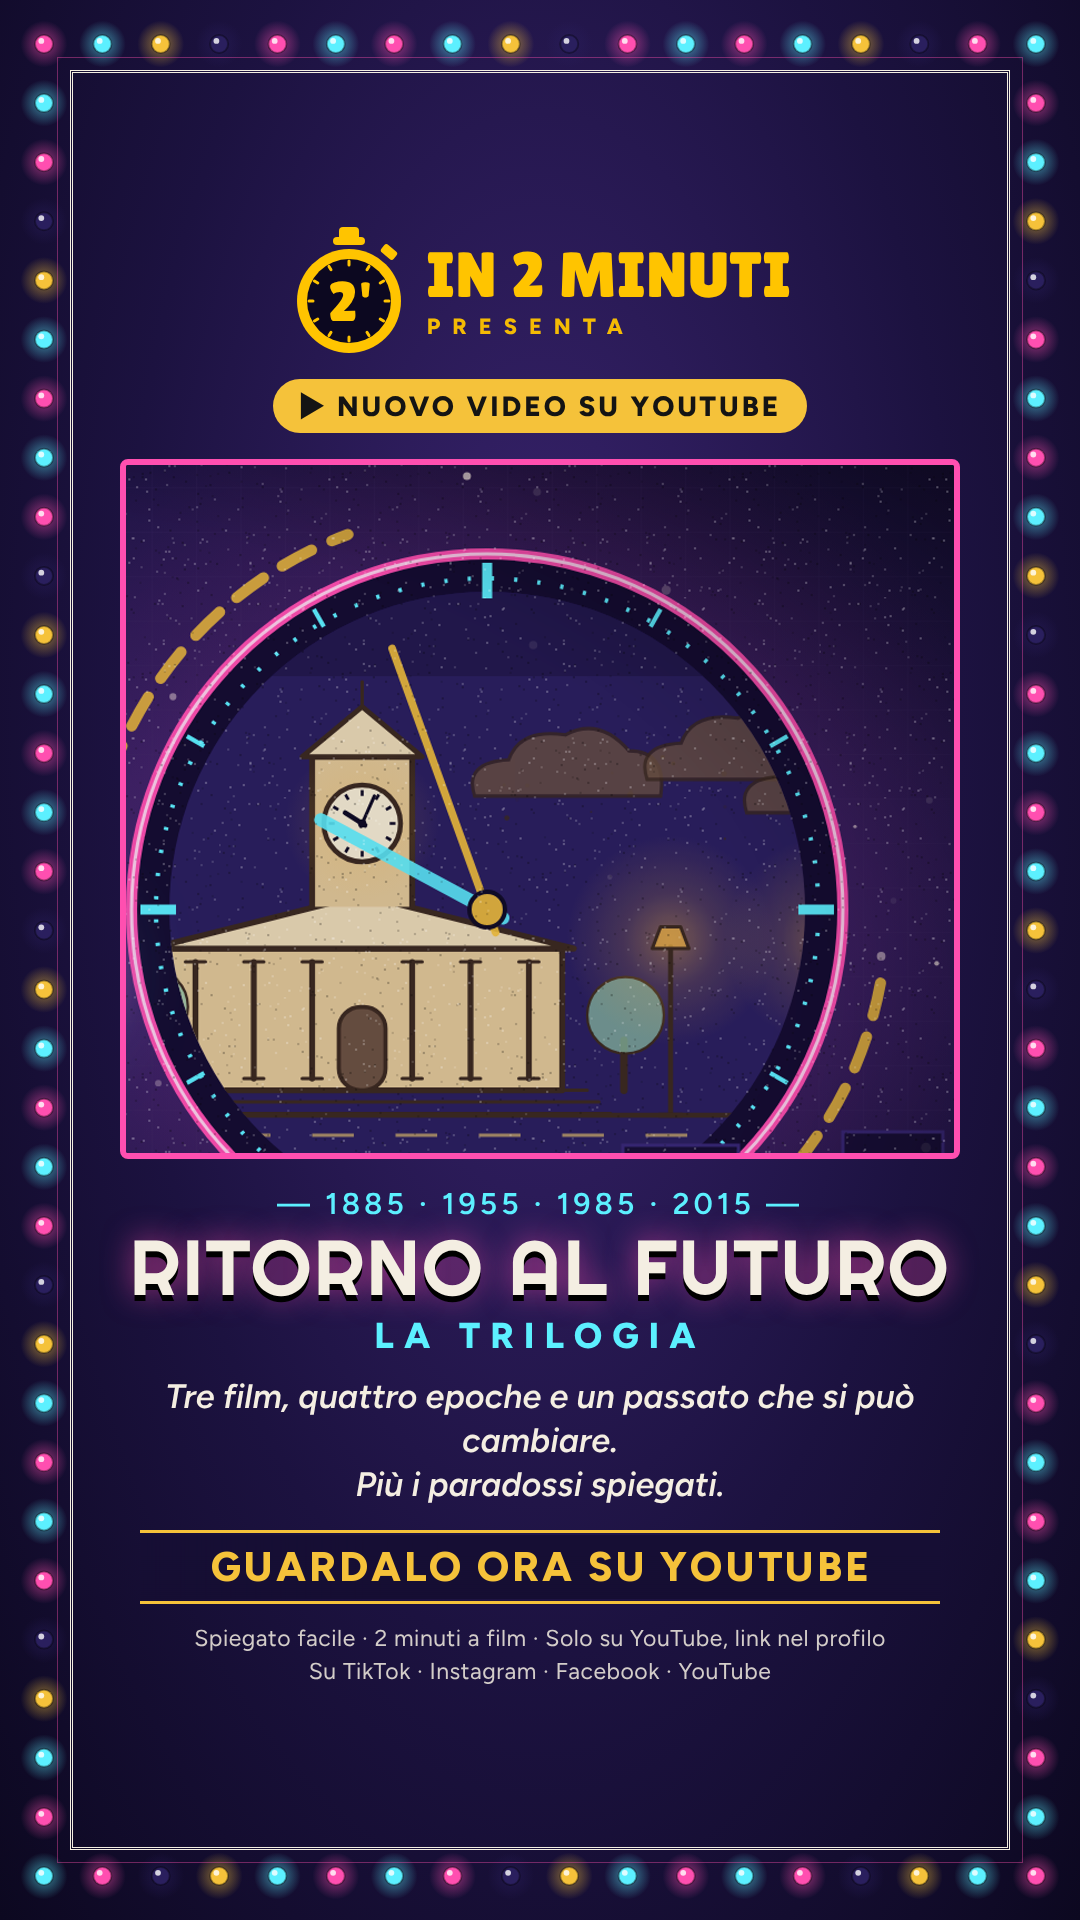 2'
IN 2 MINUTI
PRESENTA
▶ NUOVO VIDEO SU YOUTUBE
— 1885 · 1955 · 1985 · 2015 —
RITORNO AL FUTURO
LA TRILOGIA
Tre film, quattro epoche e un passato che si può
cambiare.
Più i paradossi spiegati.
GUARDALO ORA SU YOUTUBE
Spiegato facile · 2 minuti a film · Solo su YouTube, link nel profilo
Su TikTok · Instagram · Facebook · YouTube